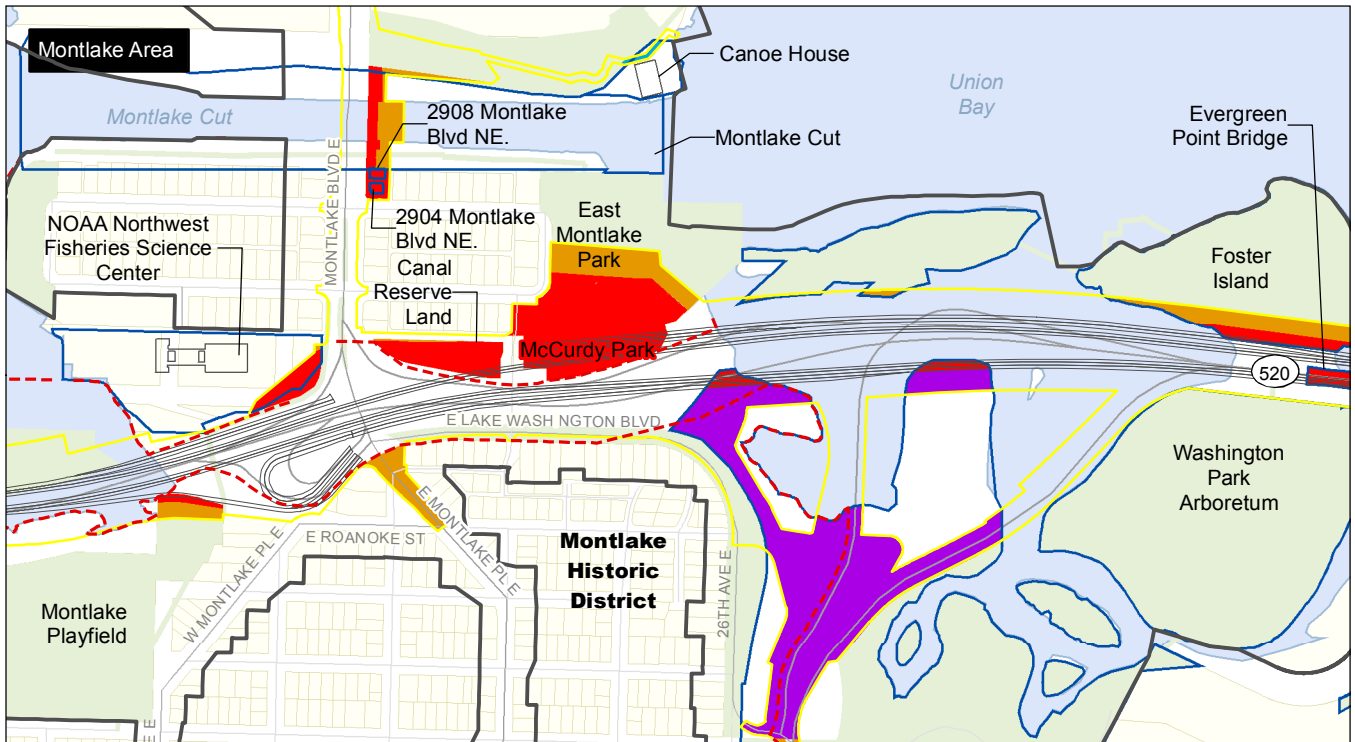 Montlake Area
Canoe House
Union
Bay
Montlake Cut
2908 Montlake
Blvd NE.
Evergreen
Point Bridge
Montlake Cut
MONTLAKE BLVD E
NOAA Northwest
Fisheries Science
Center
2904 Montlake
Blvd NE.
East
Montlake
Park
Canal
Reserve
Land
Foster
Island
McCurdy Park
520
E LAKE WASH NGTON BLVD
Washington
Park
Arboretum
E MONTLAKE PL E
E ROANOKE ST
W MONTLAKE PL E
Montlake
Historic
District
26TH AVE E
Montlake
Playfield
E E